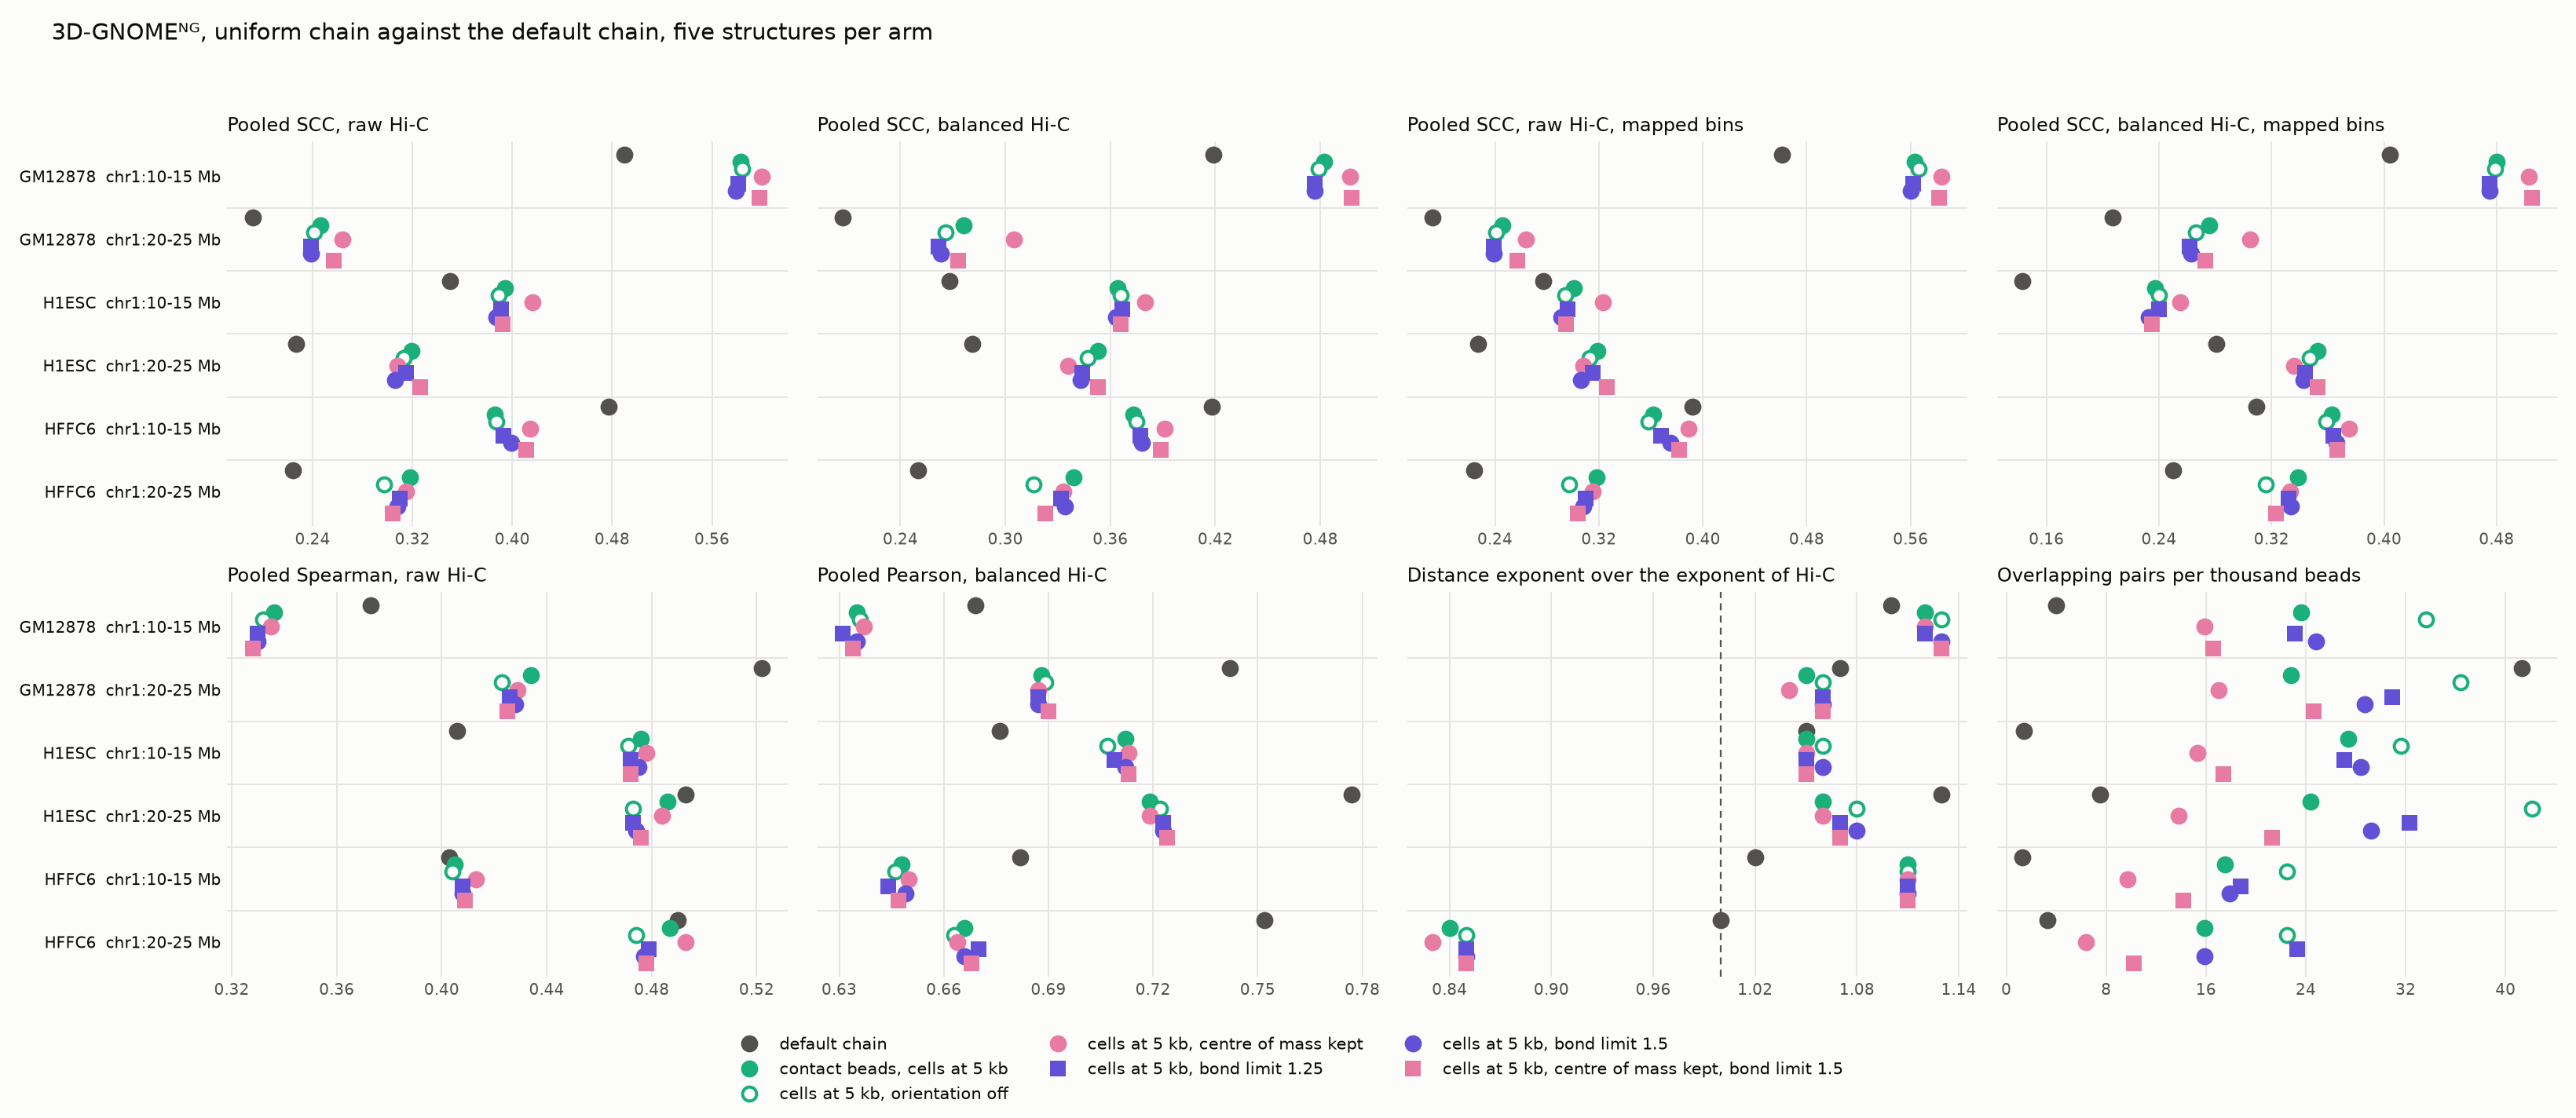 3D-GNOMEᴺᴳ, uniform chain against the default chain, five structures per arm
Pooled SCC, raw Hi-C
Pooled SCC, balanced Hi-C
Pooled SCC, raw Hi-C, mapped bins
Pooled SCC, balanced Hi-C, mapped bins
GM12878 chr1:10-15 Mb
GM12878 chr1:20-25 Mb
H1ESC chr1:10-15 Mb
H1ESC chr1:20-25 Mb
HFFC6 chr1:10-15 Mb
HFFC6 chr1:20-25 Mb
0.24 0.32 0.40 0.48 0.56
0.24 0.30 0.36 0.42 0.48
0.24 0.32 0.40 0.48 0.56
0.16 0.24 0.32 0.40 0.48
Pooled Spearman, raw Hi-C
Pooled Pearson, balanced Hi-C
Distance exponent over the exponent of Hi-C
Overlapping pairs per thousand beads
GM12878 chr1:10-15 Mb
GM12878 chr1:20-25 Mb
H1ESC chr1:10-15 Mb
H1ESC chr1:20-25 Mb
HFFC6 chr1:10-15 Mb
HFFC6 chr1:20-25 Mb
0.32 0.36 0.40 0.44 0.48 0.52
0.63 0.66 0.69 0.72 0.75 0.78
0.84 0.90 0.96 1.02 1.08 1.14
0 8 16 24 32 40
default chain
contact beads, cells at 5 kb
cells at 5 kb, orientation off
cells at 5 kb, centre of mass kept
cells at 5 kb, bond limit 1.25
cells at 5 kb, bond limit 1.5
cells at 5 kb, centre of mass kept, bond limit 1.5